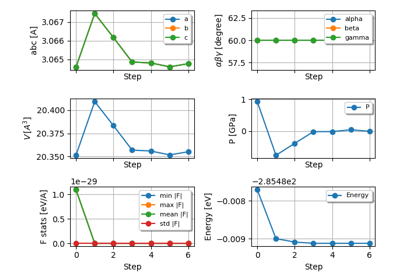 3.067
3.066
3.065
abc [A]
a
b
c
Step
62.5
60.0
57.5
αβγ [degree]
alpha
beta
gamma
Step
20.400
20.375
20.350
V[A³]
Step
1
0
P [GPa]
P
Step
1e−29
1.0
0.5
0.0
F stats [eV/A]
min |F|
max |F|
mean |F|
std |F|
0 2 4 6
Step
−2.8548e2
−0.008
−0.009
Energy [eV]
Energy
0 2 4 6
Step